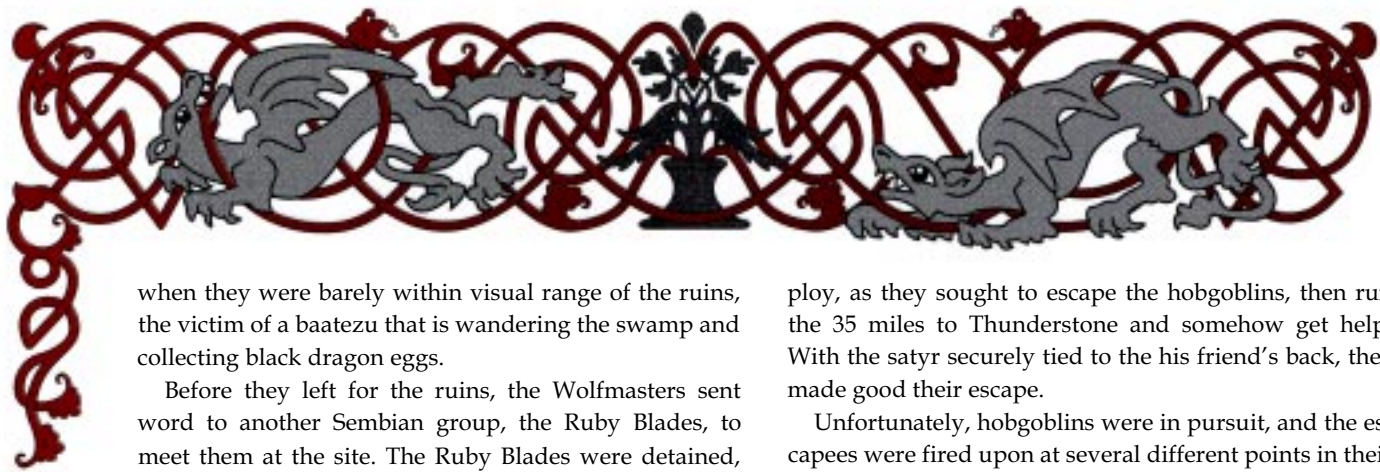 when they were barely within visual range of the ruins,
the victim of a baatezu that is wandering the swamp and
collecting black dragon eggs.
Before they left for the ruins, the Wolfmasters sent
word to another Sembian group, the Ruby Blades, to
meet them at the site. The Ruby Blades were detained,
ploy, as they sought to escape the hobgoblins, then run
the 35 miles to Thunderstone and somehow get help
With the satyr securely tied to the his friend's back, the
made good their escape.
Unfortunately, hobgoblins were in pursuit, and the es
capees were fired upon at several different points in thei